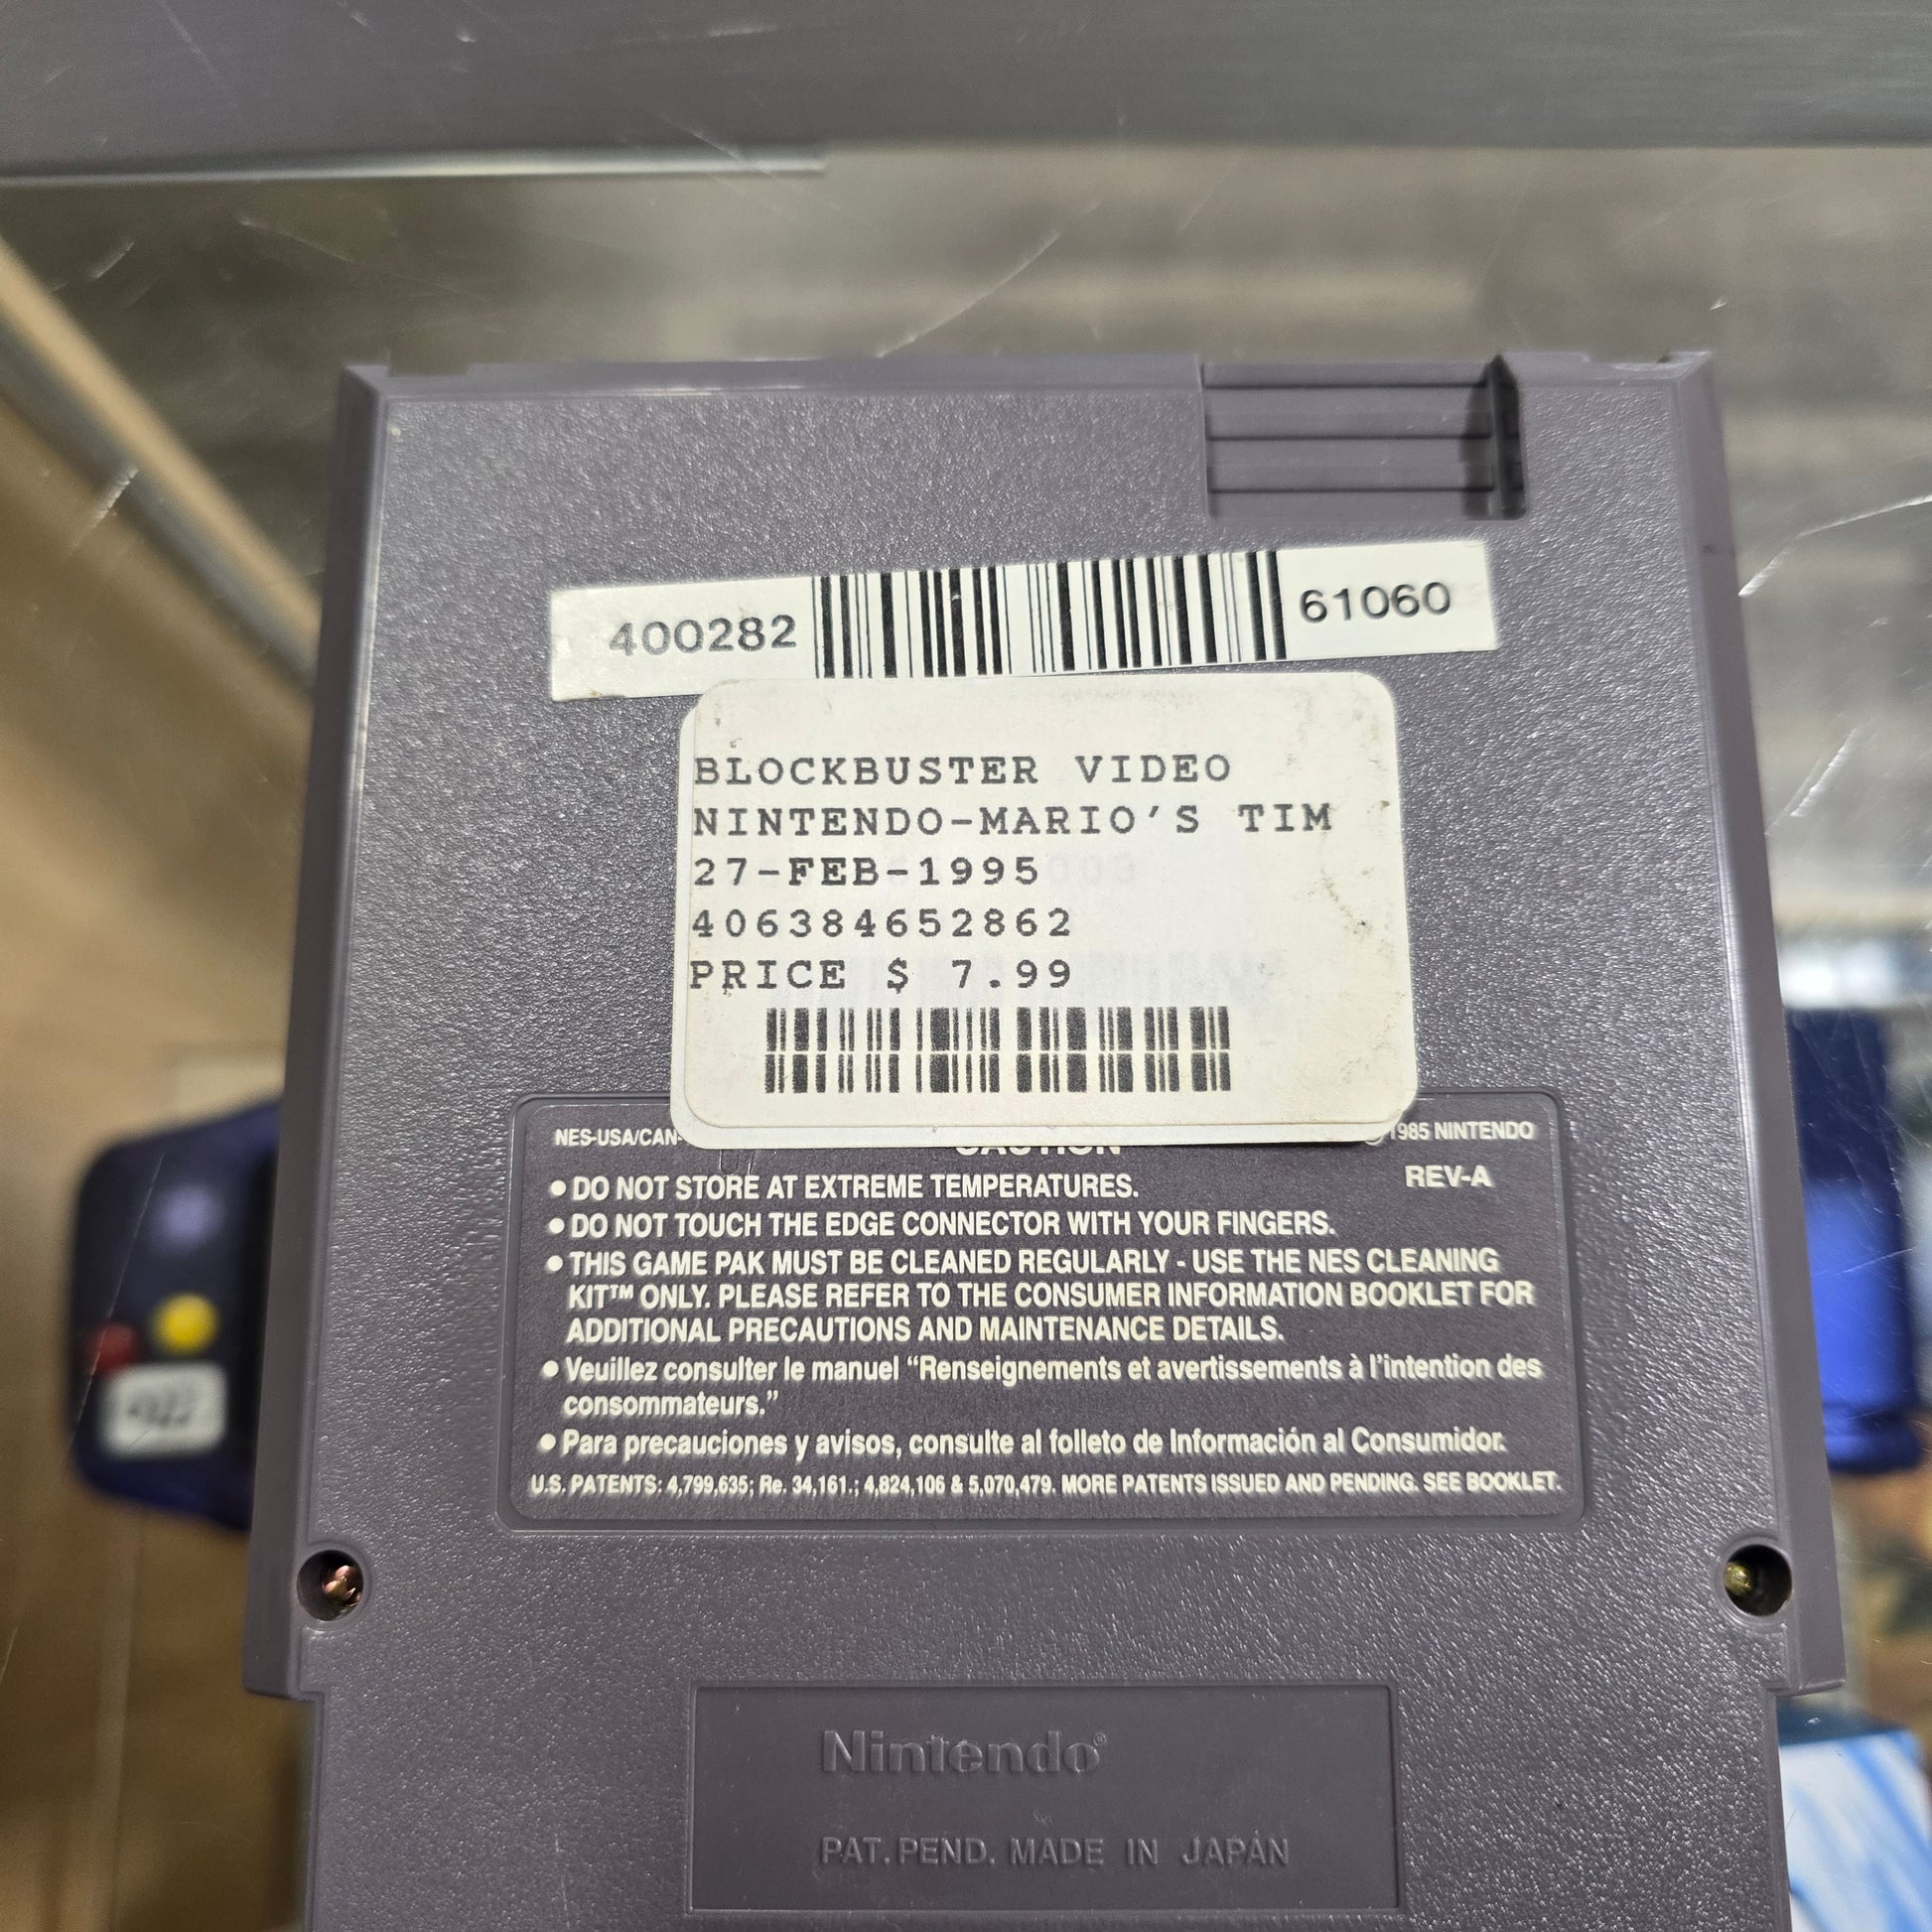 400282 61060
BLOCKBUSTER VIDEO
NINTENDO-MARIO'S TIM
27-FEB-1995
406384652862
PRICE $ 7.99
NES-USA/CAN- CAUTION 1985 NINTENDO
REV-A
• DO NOT STORE AT EXTREME TEMPERATURES.
• DO NOT TOUCH THE EDGE CONNECTOR WITH YOUR FINGERS.
• THIS GAME PAK MUST BE CLEANED REGULARLY - USE THE NES CLEANING
KIT™ ONLY. PLEASE REFER TO THE CONSUMER INFORMATION BOOKLET FOR
ADDITIONAL PRECAUTIONS AND MAINTENANCE DETAILS.
• Veuillez consulter le manuel “Renseignements et avertissements à l’intention des
consommateurs.”
• Para precauciones y avisos, consulte al folleto de Información al Consumidor.
U.S. PATENTS: 4,799,635; Re. 34,161.; 4,824,106 & 5,070,479. MORE PATENTS ISSUED AND PENDING. SEE BOOKLET.
Nintendo®
PAT. PEND. MADE IN JAPAN